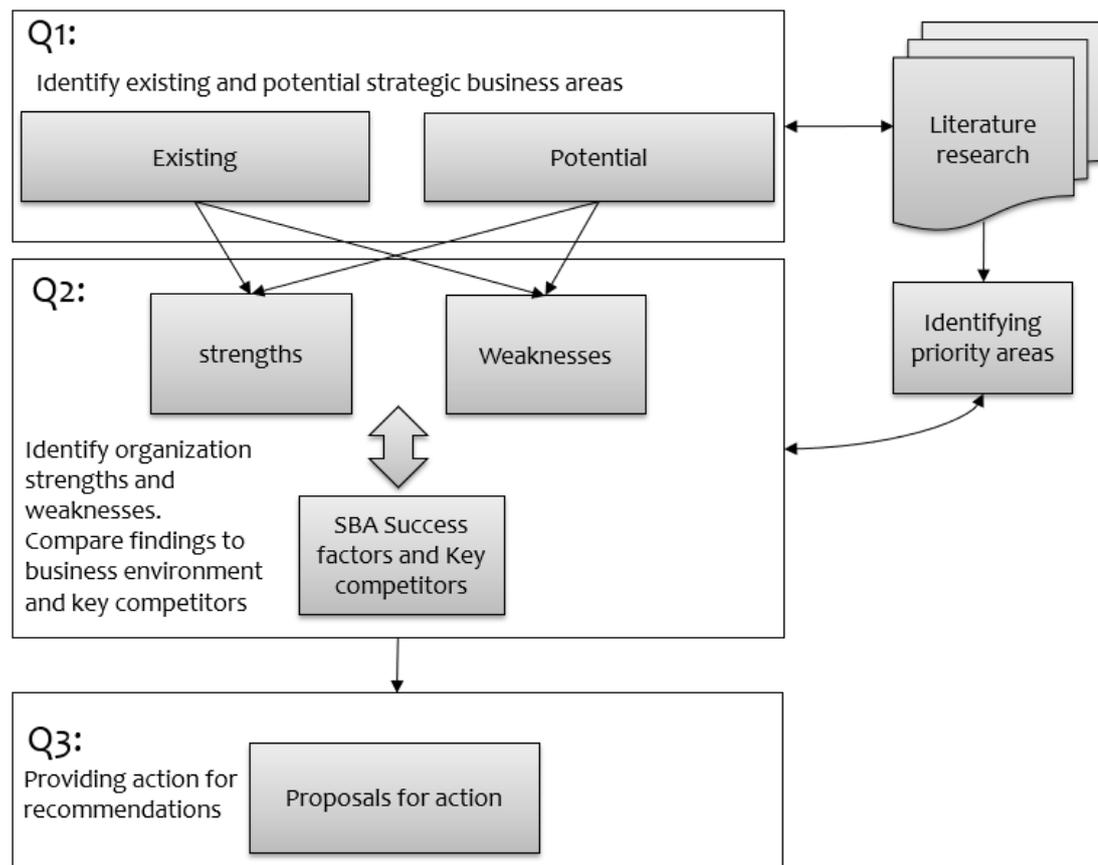 Q1:
Identify existing and potential strategic business areas
Existing
Potential
Literature
research
Q2:
strengths
Weaknesses
Identifying
priority areas
Identify organization
strengths and
weaknesses.
Compare findings to
business environment
and key competitors
SBA Success
factors and Key
competitors
Q3:
Providing action for
recommendations
Proposals for action